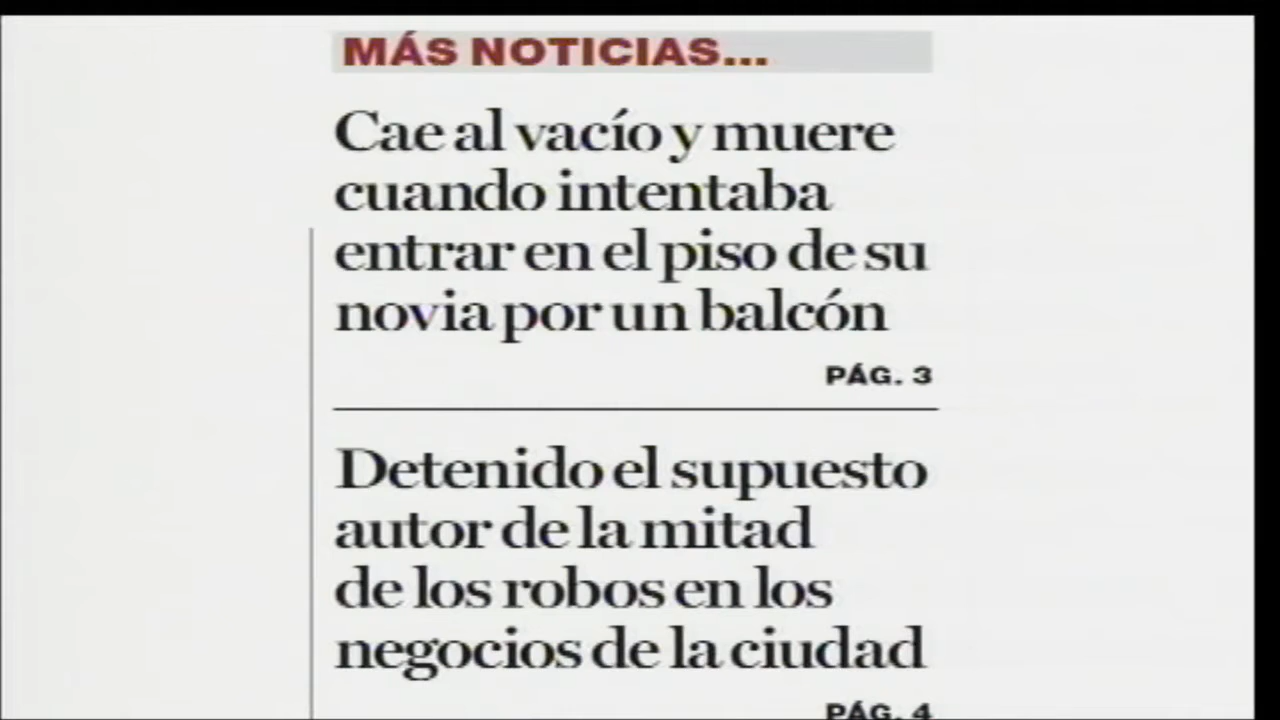 MÁS NOTICIAS...
Cae al vacío y muere
cuando intentaba
entrar en el piso de su
novia por un balcón
PÁG. 3
Detenido el supuesto
autor de la mitad
de los robos en los
negocios de la ciudad
PÁG. 4